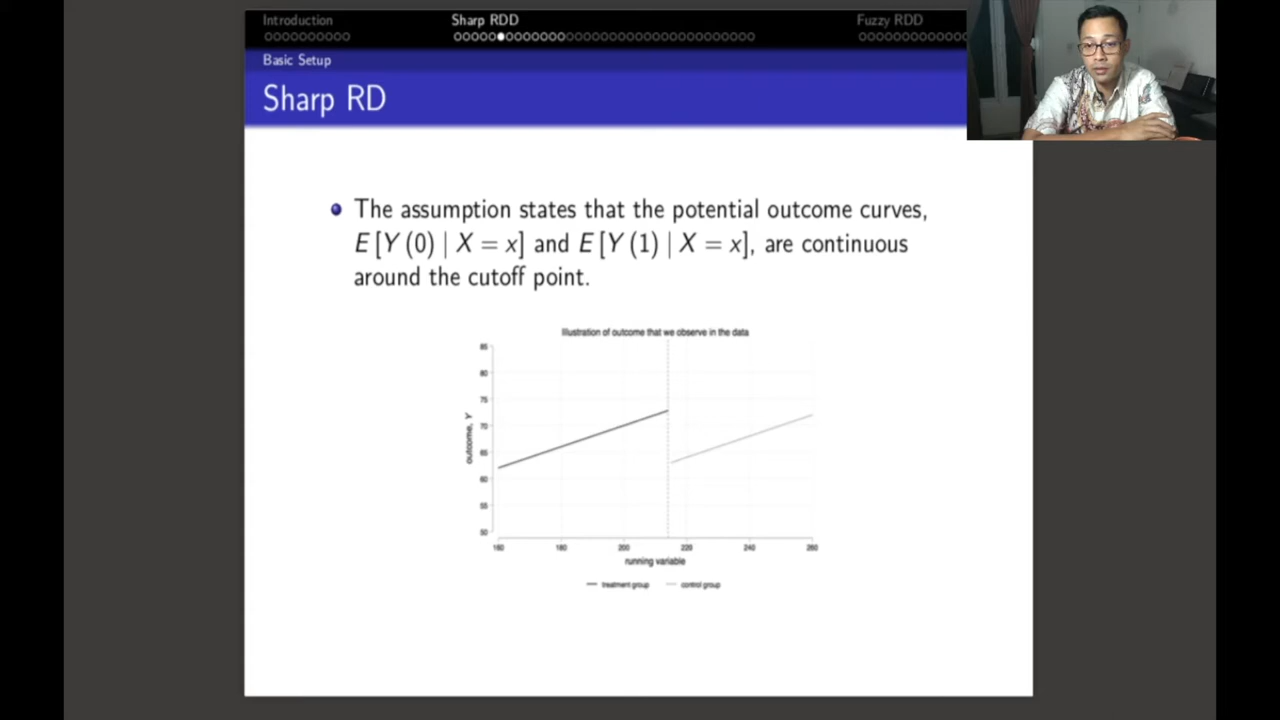 Introduction
Sharp RDD
Fuzzy RDD
Basic Setup
Sharp RD
The assumption states that the potential outcome curves,
E [Y (0) | X = x] and E [Y (1) | X = x], are continuous
around the cutoff point.
Illustration of outcome that we observe in the data
85
80
75
70
65
60
55
50
outcome, Y
160 180 200 220 240 260
running variable
treatment group control group